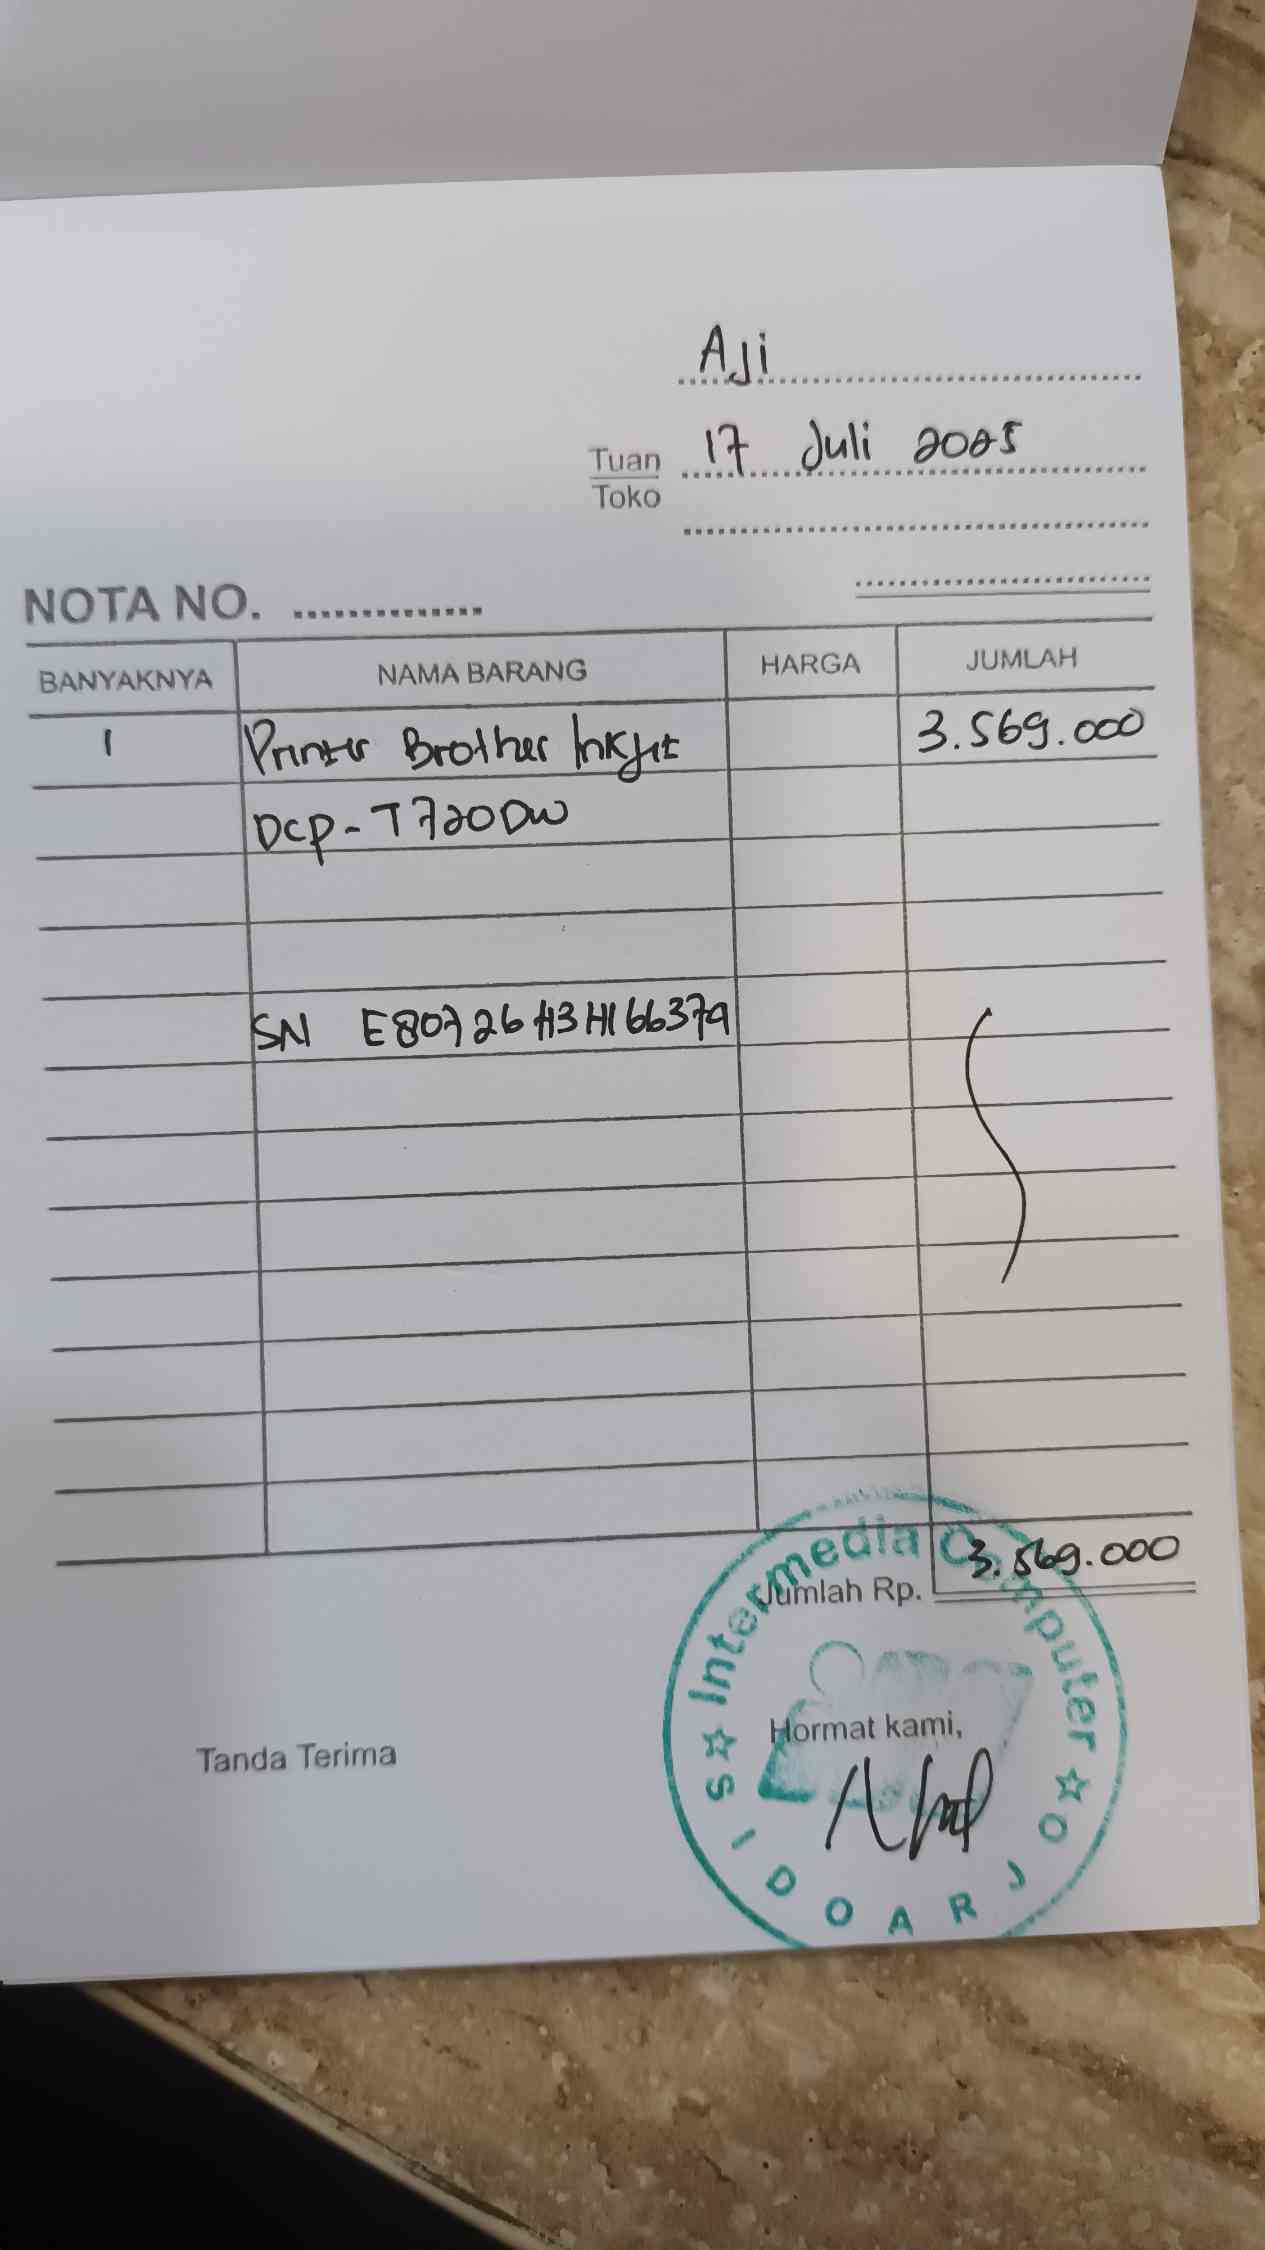 Aji
Tuan 17 Juli 2025
Toko
NOTA NO. ..............
BANYAKNYA NAMA BARANG HARGA JUMLAH
1 Printer Brother Inkjet 3.569.000
DCP-T720DW
SN E80726H3H166379
3.569.000
Jumlah Rp.
Intermedia Computer
Hormat kami,
Tanda Terima
SIDOARJO